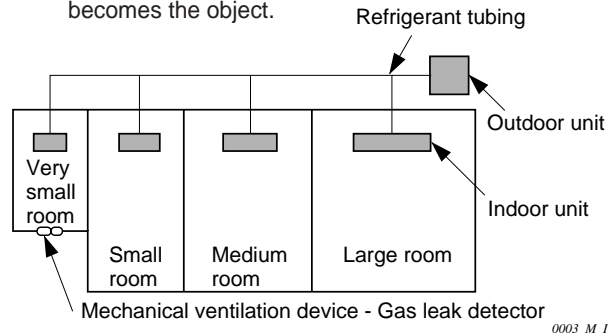 becomes the object.
Refrigerant tubing
Outdoor unit
Very
small
room
Indoor unit
Small
room
Medium
room
Large room
Mechanical ventilation device - Gas leak detector
0003_M_I